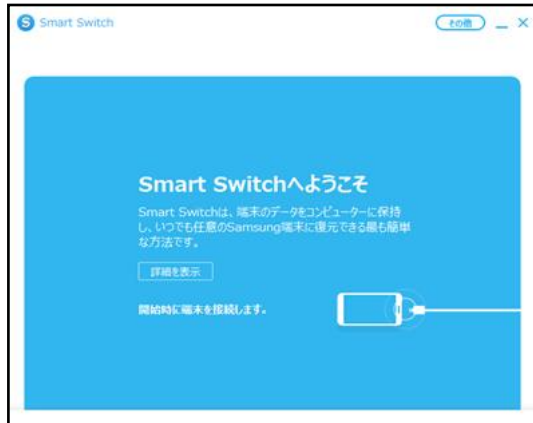 Smart Switch
その他
Smart Switchへようこそ
Smart Switchは、端末のデータをコンピューターに保持
し、いつでも任意のSamsung端末に復元できる最も簡単
な方法です。
詳細を表示
開始時に端末を接続します。